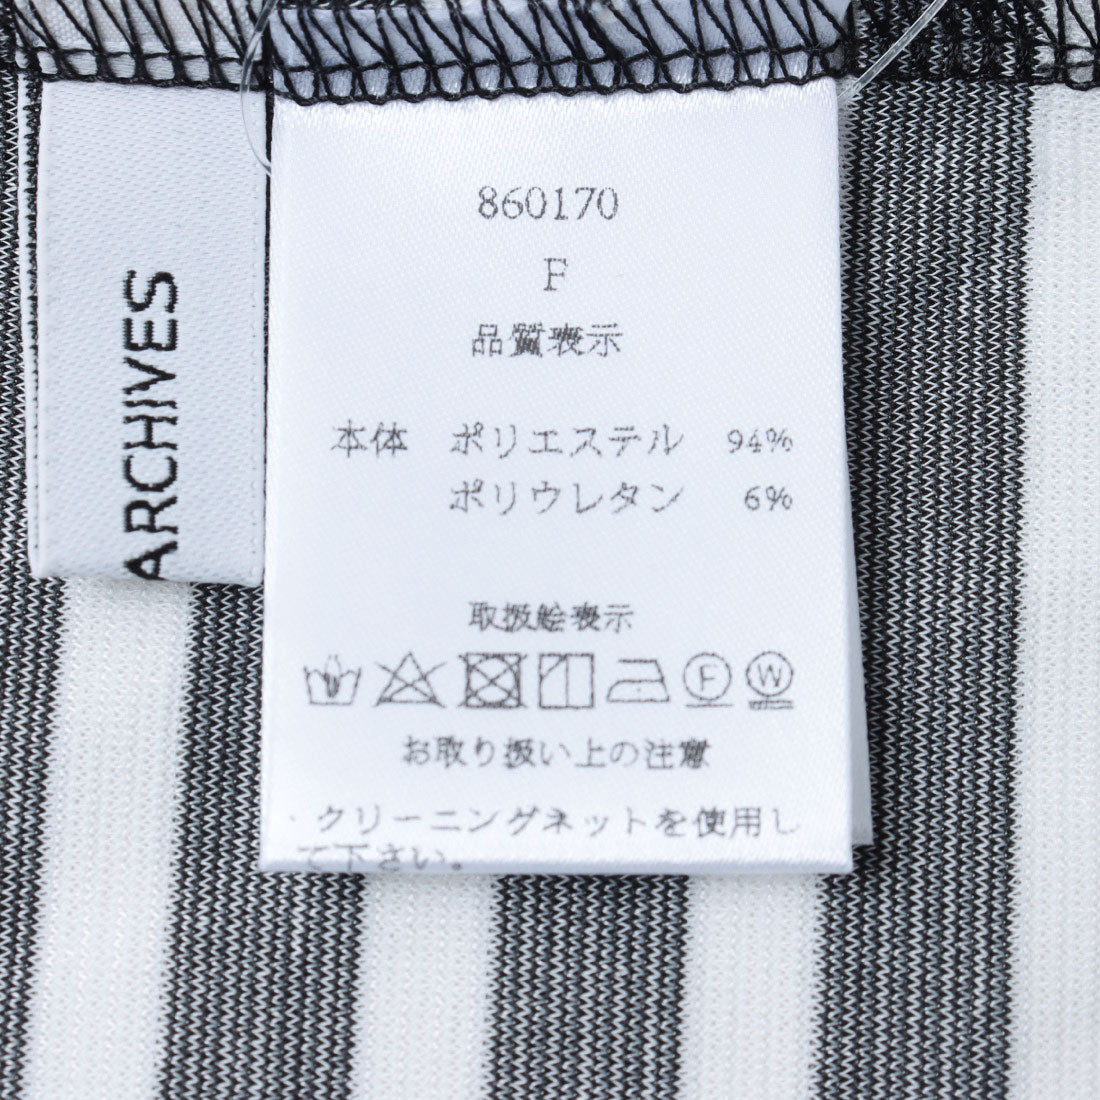 ARCHIVES
860170
F
品質表示
本体 ポリエステル 94%
ポリウレタン 6%
取扱絵表示
F W
お取り扱い上の注意
クリーニングネットを使用し
て下さい。